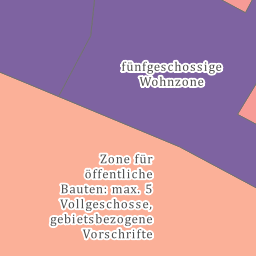 fünfgeschossige
Wohnzone
Zone für
öffentliche
Bauten: max. 5
Vollgeschosse,
gebietsbezogene
Vorschrifte